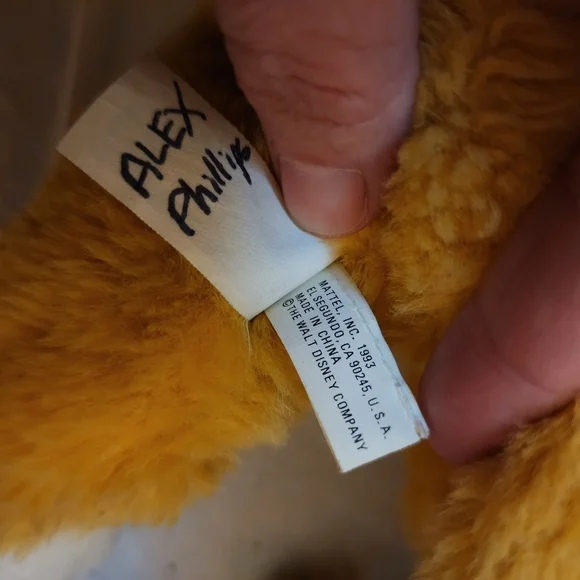 ALEX
Phillips
MATTEL, INC. 1993
EL SEGUNDO, CA 90245, U.S.A.
MADE IN CHINA
©THE WALT DISNEY COMPANY